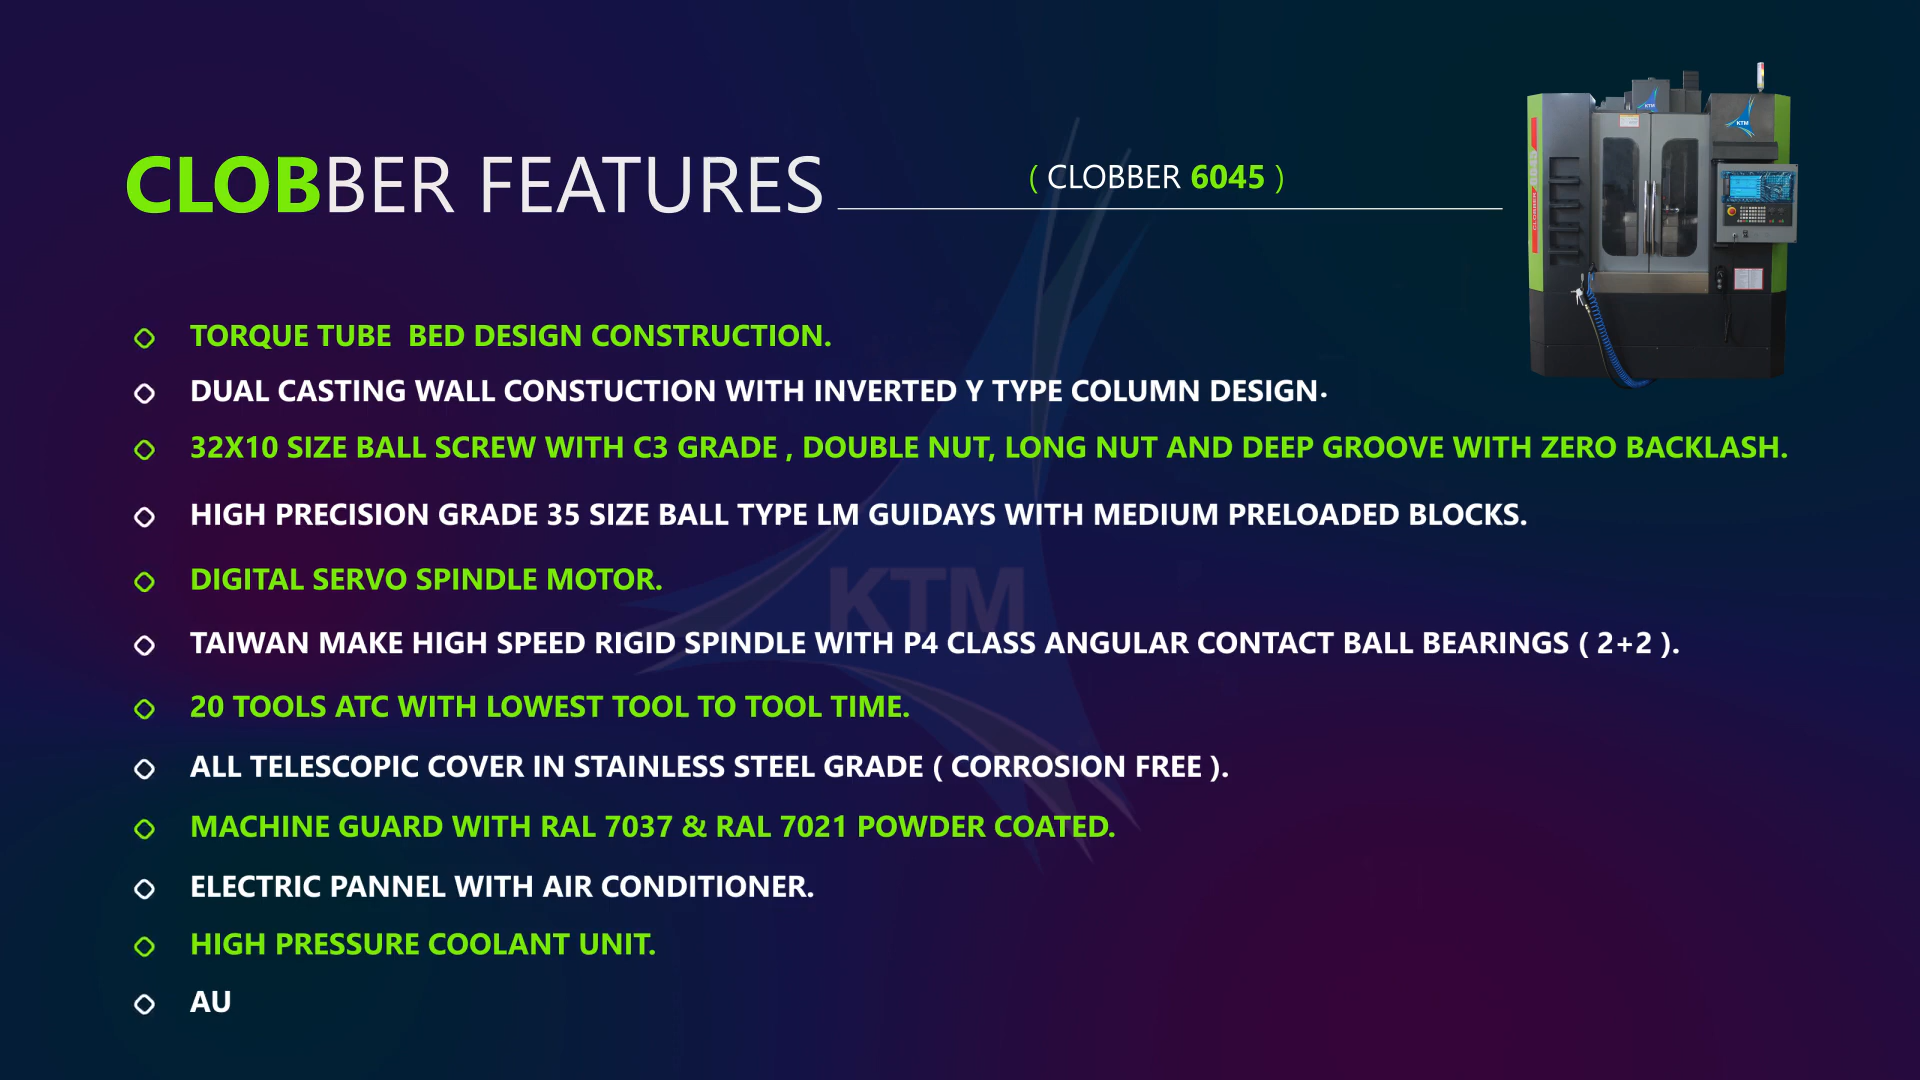 CLOBBER FEATURES
( CLOBBER 6045 )
TORQUE TUBE  BED DESIGN CONSTRUCTION.
DUAL CASTING WALL CONSTUCTION WITH INVERTED Y TYPE COLUMN DESIGN.
32X10 SIZE BALL SCREW WITH C3 GRADE , DOUBLE NUT, LONG NUT AND DEEP GROOVE WITH ZERO BACKLASH.
HIGH PRECISION GRADE 35 SIZE BALL TYPE LM GUIDAYS WITH MEDIUM PRELOADED BLOCKS.
DIGITAL SERVO SPINDLE MOTOR.
KTM
TAIWAN MAKE HIGH SPEED RIGID SPINDLE WITH P4 CLASS ANGULAR CONTACT BALL BEARINGS ( 2+2 ).
20 TOOLS ATC WITH LOWEST TOOL TO TOOL TIME.
ALL TELESCOPIC COVER IN STAINLESS STEEL GRADE ( CORROSION FREE ).
MACHINE GUARD WITH RAL 7037 & RAL 7021 POWDER COATED.
ELECTRIC PANNEL WITH AIR CONDITIONER.
HIGH PRESSURE COOLANT UNIT.
AU
KTM
KTM